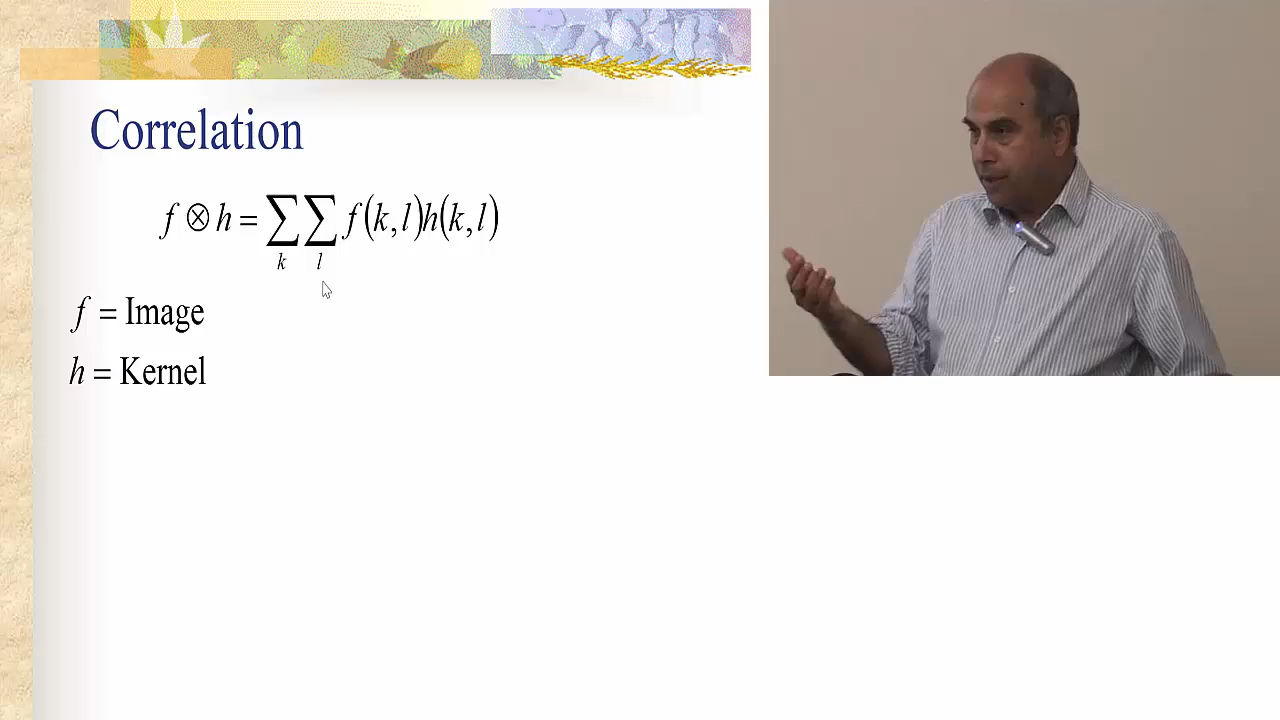 Correlation
f ⊗ h = ∑ ∑ f(k, l)h(k, l)
k l
f = Image
h = Kernel